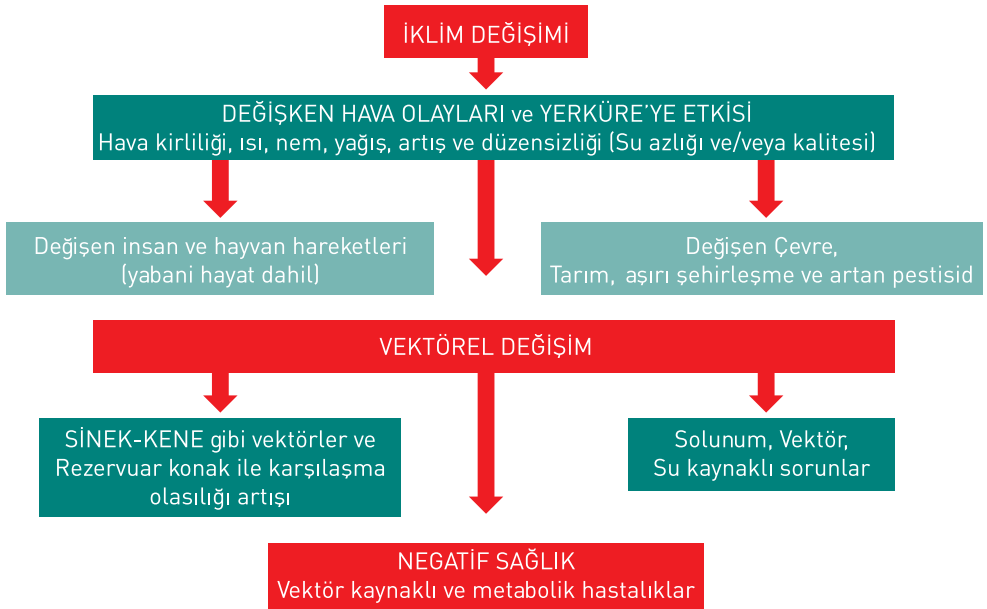 İKLİM DEĞİŞİMİ
DEĞİŞKEN HAVA OLAYLARI ve YERKÜRE'YE ETKİSİ
Hava kirliliği, ısı, nem, yağış, artış ve düzensizliği (Su azlığı ve/veya kalitesi)
Değişen insan ve hayvan hareketleri
(yabani hayat dahil)
Değişen Çevre,
Tarım, aşırı şehirleşme ve artan pestisid
VEKTÖREL DEĞİŞİM
SİNEK-KENE gibi vektörler ve
Rezervuar konak ile karşılaşma
olasılığı artışı
Solunum, Vektör,
Su kaynaklı sorunlar
NEGATİF SAĞLIK
Vektör kaynaklı ve metabolik hastalıklar